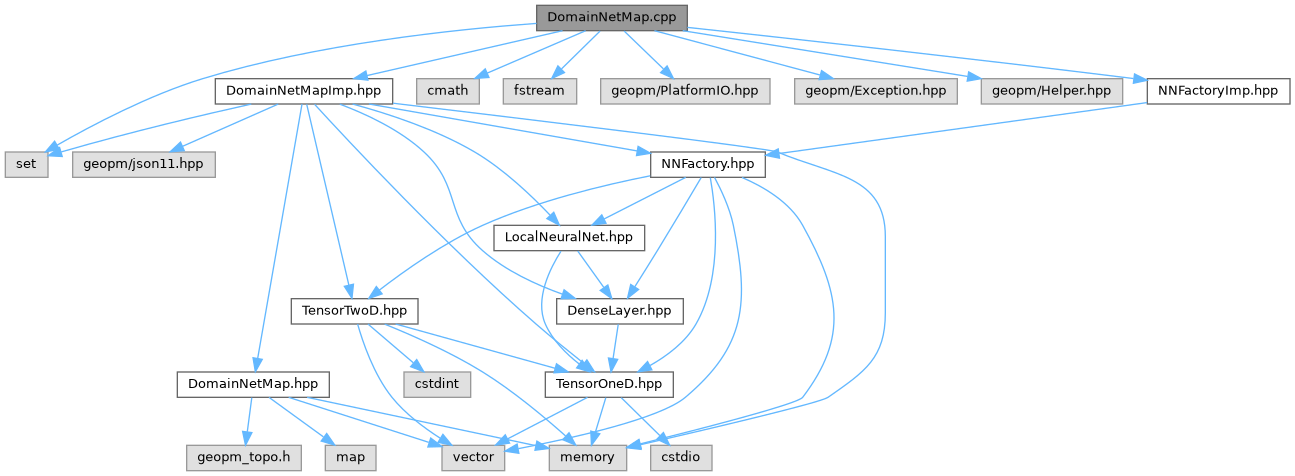 DomainNetMap.cpp
DomainNetMapImp.hpp
cmath
fstream
geopm/PlatformIO.hpp
geopm/Exception.hpp
geopm/Helper.hpp
NNFactoryImp.hpp
set
geopm/json11.hpp
NNFactory.hpp
LocalNeuralNet.hpp
TensorTwoD.hpp
DenseLayer.hpp
DomainNetMap.hpp
cstdint
TensorOneD.hpp
geopm_topo.h
map
vector
memory
cstdio